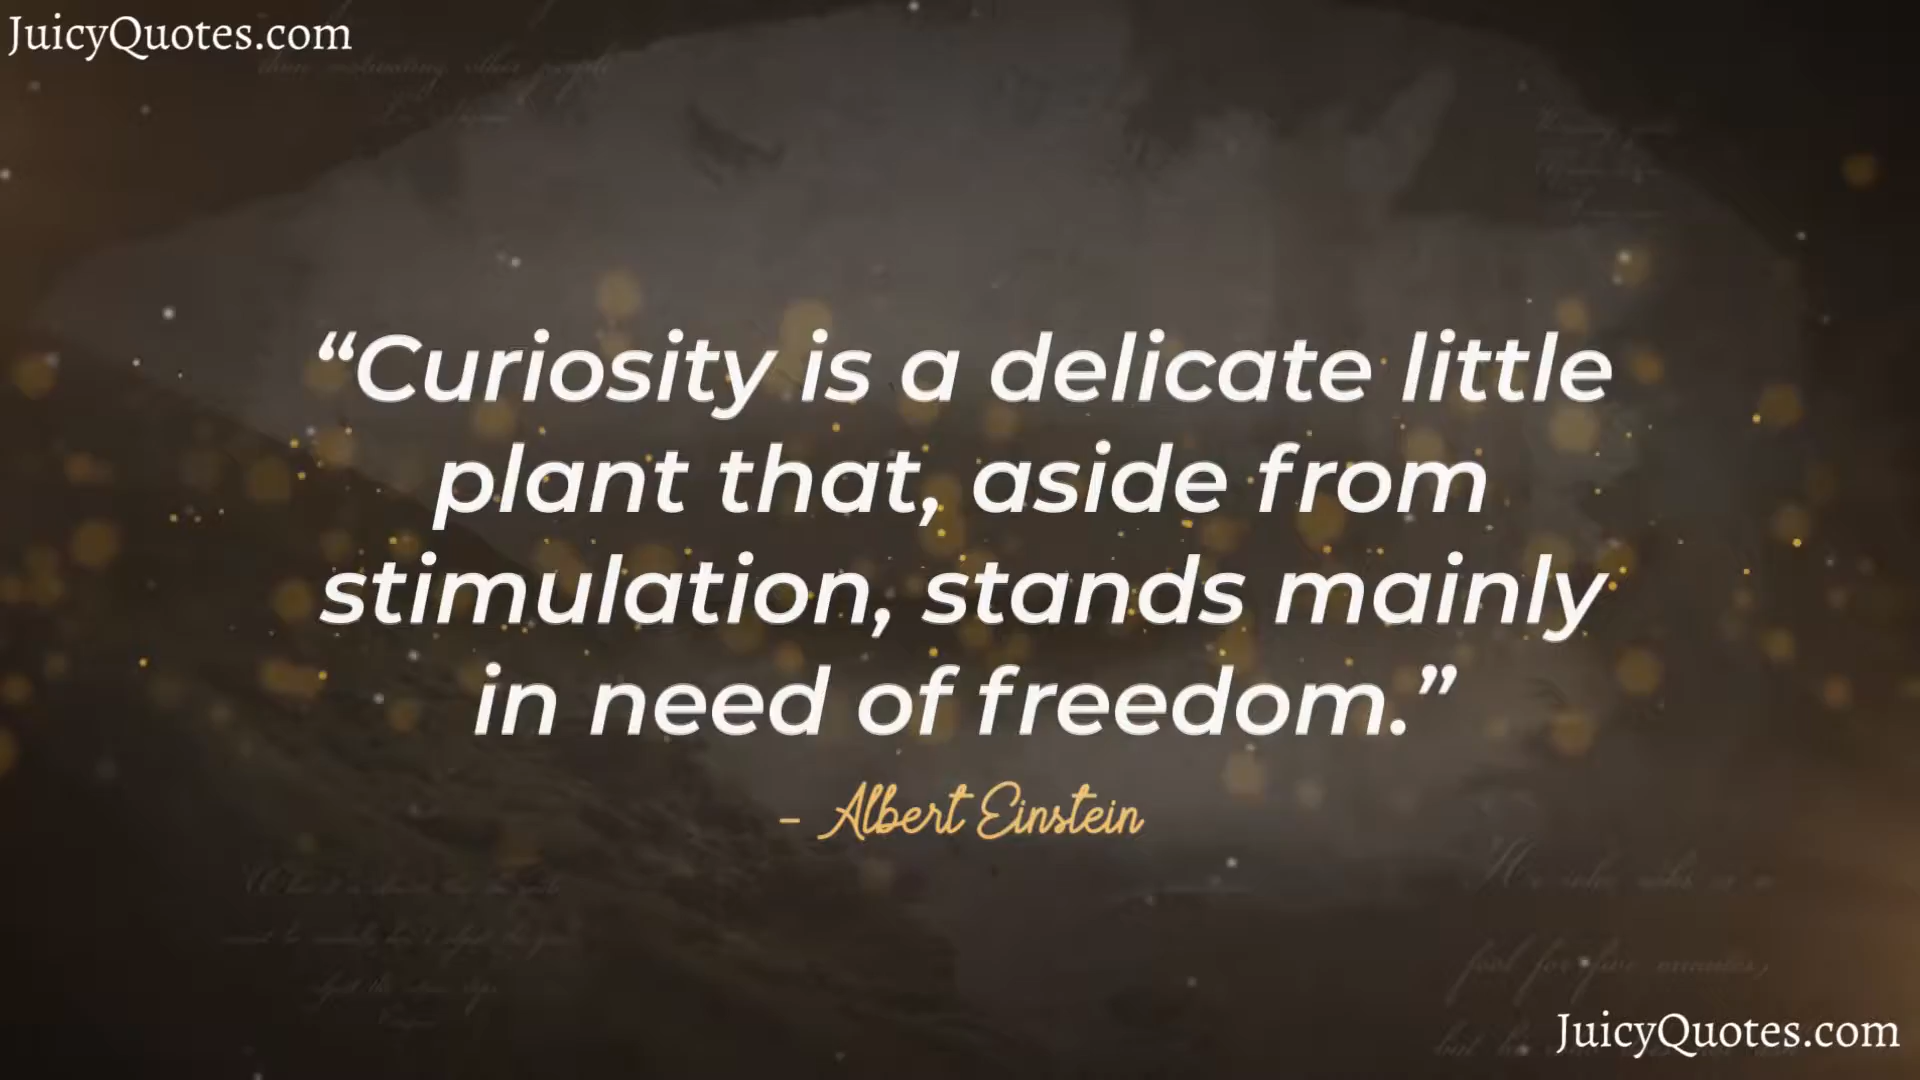 JuicyQuotes.com
“Curiosity is a delicate little
plant that, aside from
stimulation, stands mainly
in need of freedom.”
– Albert Einstein
JuicyQuotes.com